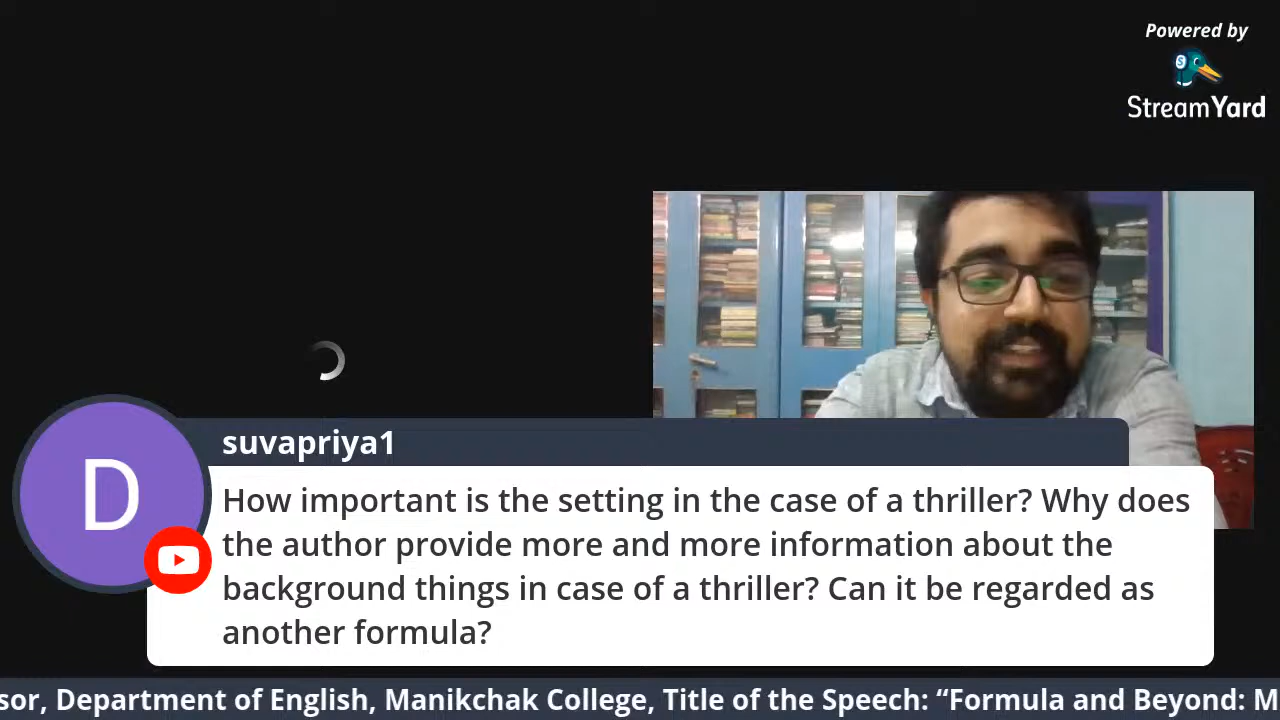 Powered by
StreamYard
suvapriya1
D
How important is the setting in the case of a thriller? Why does
the author provide more and more information about the
background things in case of a thriller? Can it be regarded as
another formula?
sor, Department of English, Manikchak College, Title of the Speech: “Formula and Beyond: M